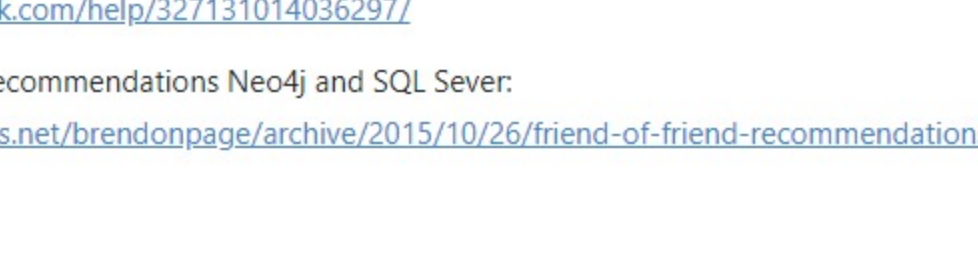 k.com/help/327131014036297/
ecommendations Neo4j and SQL Sever:
s.net/brendonpage/archive/2015/10/26/friend-of-friend-recommendation